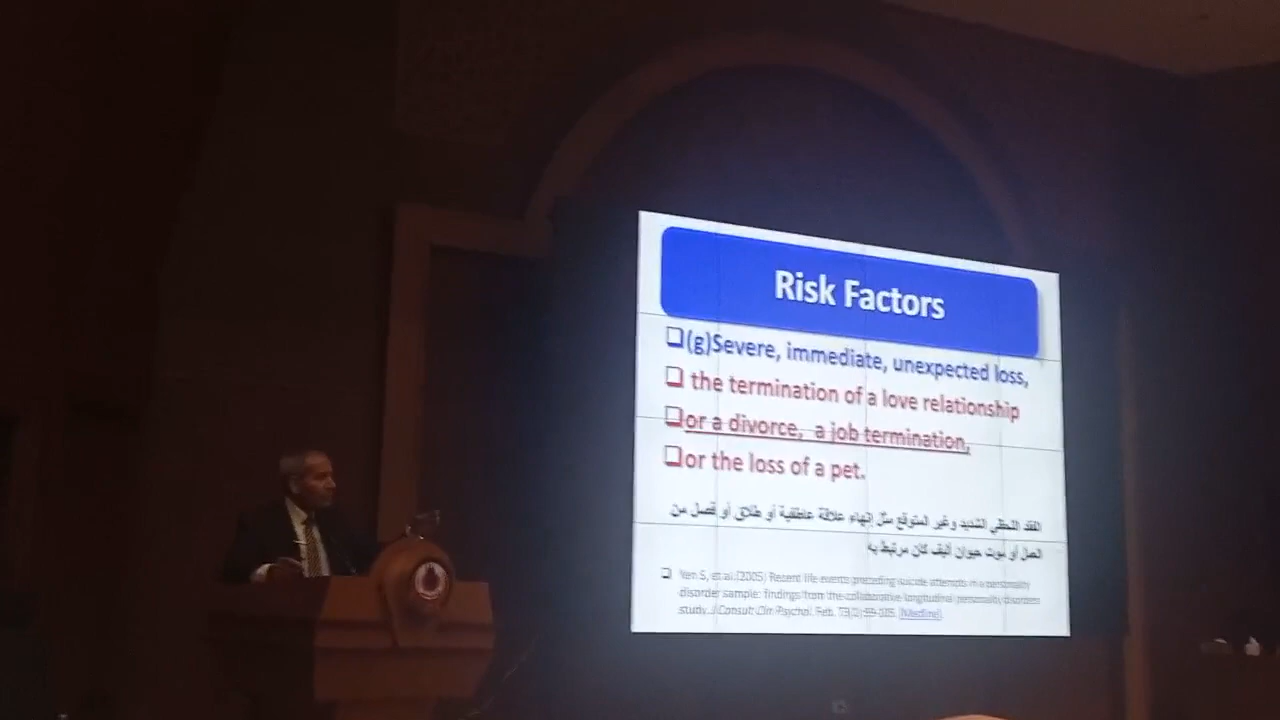 Risk Factors
(g)Severe, immediate, unexpected loss,
the termination of a love relationship
or a divorce, a job termination,
or the loss of a pet.
الفقد اللحظي الشديد وغير المتوقع مثل إنهاء علاقة عاطفية أو طلاق أو فصل من
العمل أو موت حيوان أليف كان مرتبط به
Yen S, et al. (2005) Recent life events preceding suicide attempts in a personality
disorder sample: findings from the collaborative longitudinal personality disorders
study. J Consult Clin Psychol. Feb. 73(1):99-105. [Medline].